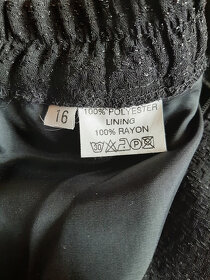 16
100% POLYESTER
LINING
100% RAYON